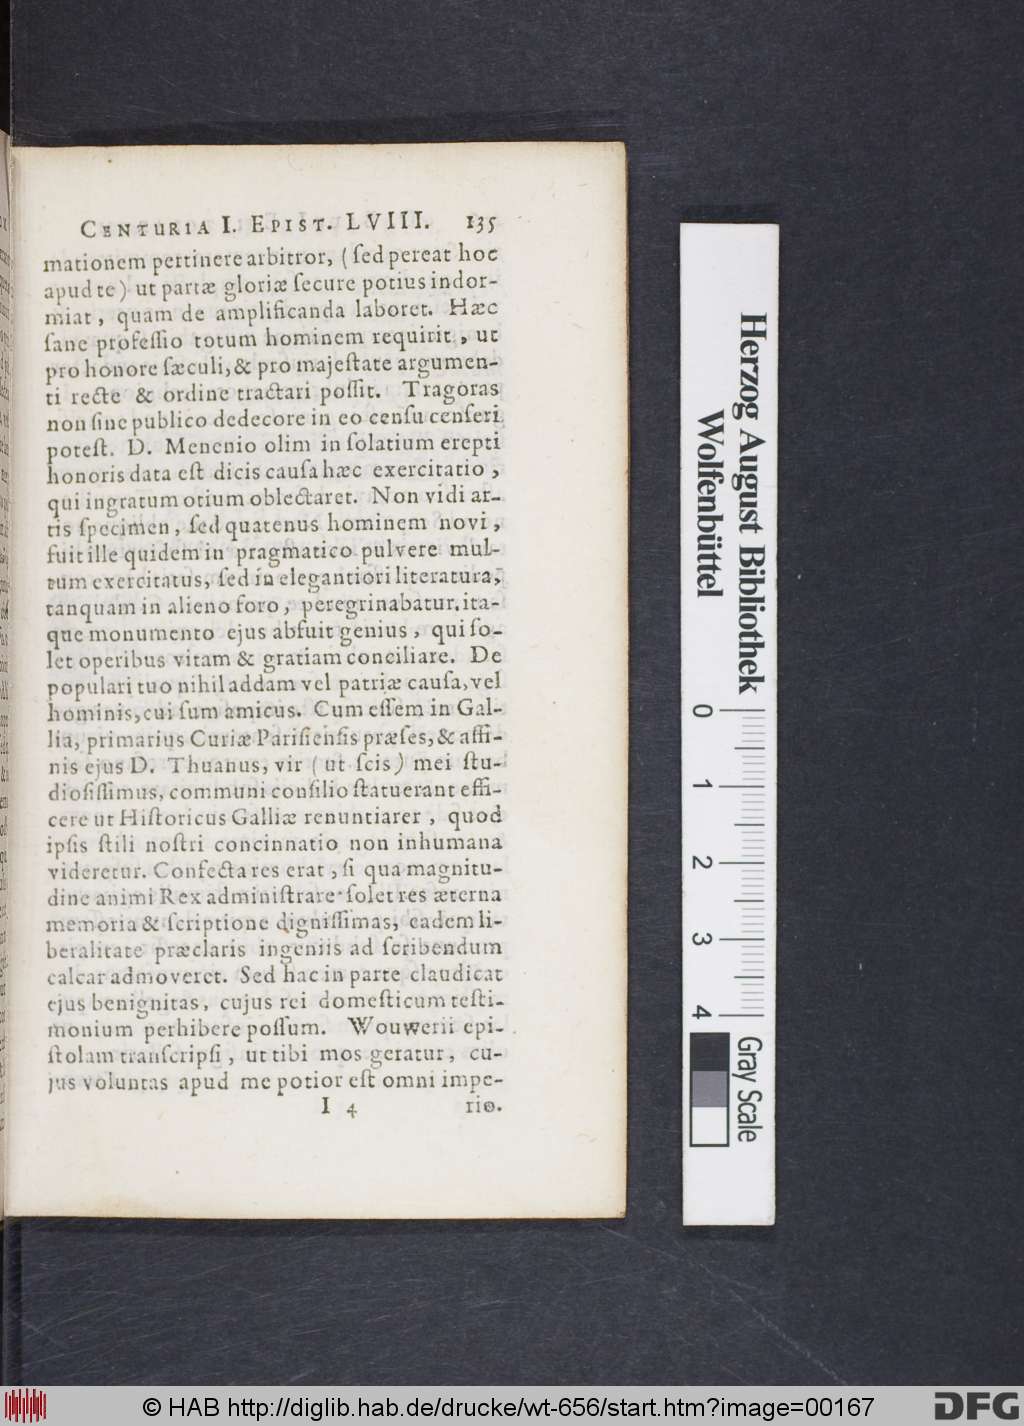 CENTURIA I. EPIST. LVIII. 135
mationem pertinere arbitror, (ſed pereat hoc
apud te) ut partæ gloriæ ſecure potius indor-
miat, quam de amplificanda laboret. Hæc
ſane profeſſio totum hominem requirit, ut
pro honore ſæculi, & pro majeſtate argumen-
ti recte & ordine tractari poſſit. Tragoras
non ſine publico dedecore in eo cenſu cenſeri
poteſt. D. Menenio olim in ſolatium erepti
honoris data eſt dicis cauſa hæc exercitatio,
qui ingratum otium oblectaret. Non vidi ar-
tis ſpecimen, ſed quatenus hominem novi,
fuit ille quidem in pragmatico pulvere mul-
tum exercitatus, ſed in elegantiori literatura,
tanquam in alieno foro, peregrinabatur. ita-
que monumento ejus abfuit genius, qui ſo-
let operibus vitam & gratiam conciliare. De
populari tuo nihil addam vel patriæ cauſa, vel
hominis, cui ſum amicus. Cum eſſem in Gal-
lia, primarius Curiæ Pariſienſis præſes, & affi-
nis ejus D. Thuanus, vir (ut ſcis) mei ſtu-
dioſiſſimus, communi conſilio ſtatuerant effi-
cere ut Hiſtoricus Galliæ renuntiarer, quod
ipſis ſtili noſtri concinnatio non inhumana
videretur. Confecta res erat, ſi qua magnitu-
dine animi Rex adminiſtrare ſolet res æterna
memoria & ſcriptione digniſſimas, eadem li-
beralitate præclaris ingeniis ad ſcribendum
calcar admoveret. Sed hac in parte claudicat
ejus benignitas, cujus rei domeſticum teſti-
monium perhibere poſſum. Wouwerii epi-
ſtolam tranſcripſi, ut tibi mos geratur, cu-
jus voluntas apud me potior eſt omni impe-
I 4 rio.
Herzog August Bibliothek
Wolfenbüttel
0 1 2 3 4
Gray Scale
© HAB http://diglib.hab.de/drucke/wt-656/start.htm?image=00167
DFG